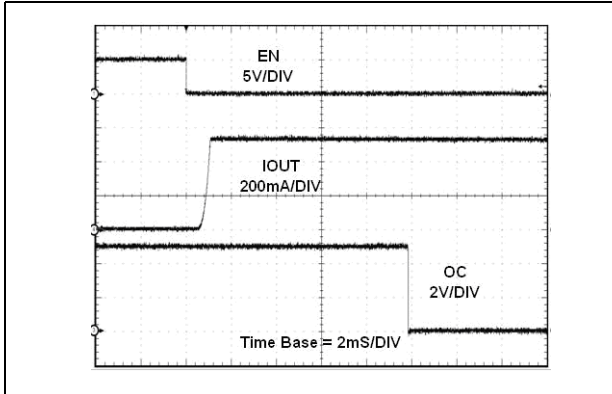 EN
5V/DIV
IOUT
200mA/DIV
OC
2V/DIV
Time Base = 2mS/DIV